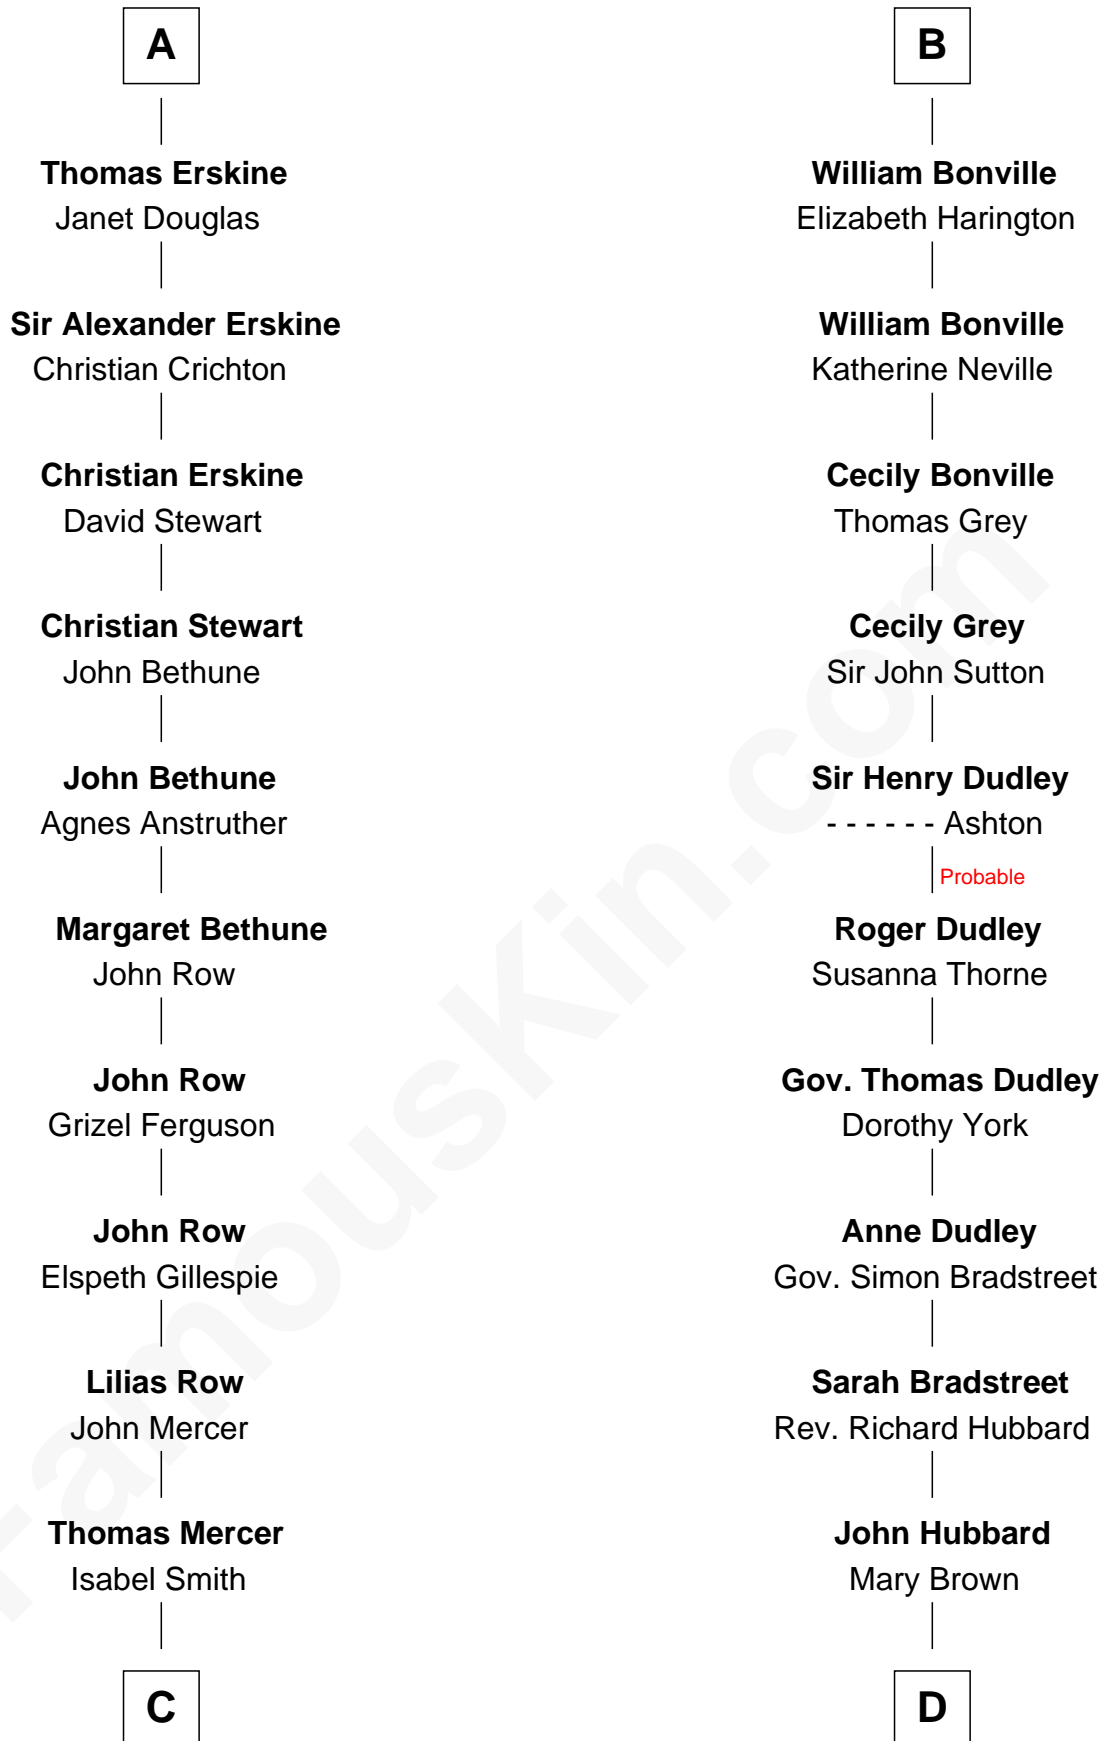 A
Thomas Erskine
Janet Douglas
Sir Alexander Erskine
Christian Crichton
Christian Erskine
David Stewart
Christian Stewart
John Bethune
John Bethune
Agnes Anstruther
Margaret Bethune
John Row
John Row
Grizel Ferguson
John Row
Elspeth Gillespie
Lilias Row
John Mercer
Thomas Mercer
Isabel Smith
C
B
William Bonville
Elizabeth Harington
William Bonville
Katherine Neville
Cecily Bonville
Thomas Grey
Cecily Grey
Sir John Sutton
Sir Henry Dudley
- - - - - - Ashton
Probable
Roger Dudley
Susanna Thorne
Gov. Thomas Dudley
Dorothy York
Anne Dudley
Gov. Simon Bradstreet
Sarah Bradstreet
Rev. Richard Hubbard
John Hubbard
Mary Brown
D
FamousKin.com